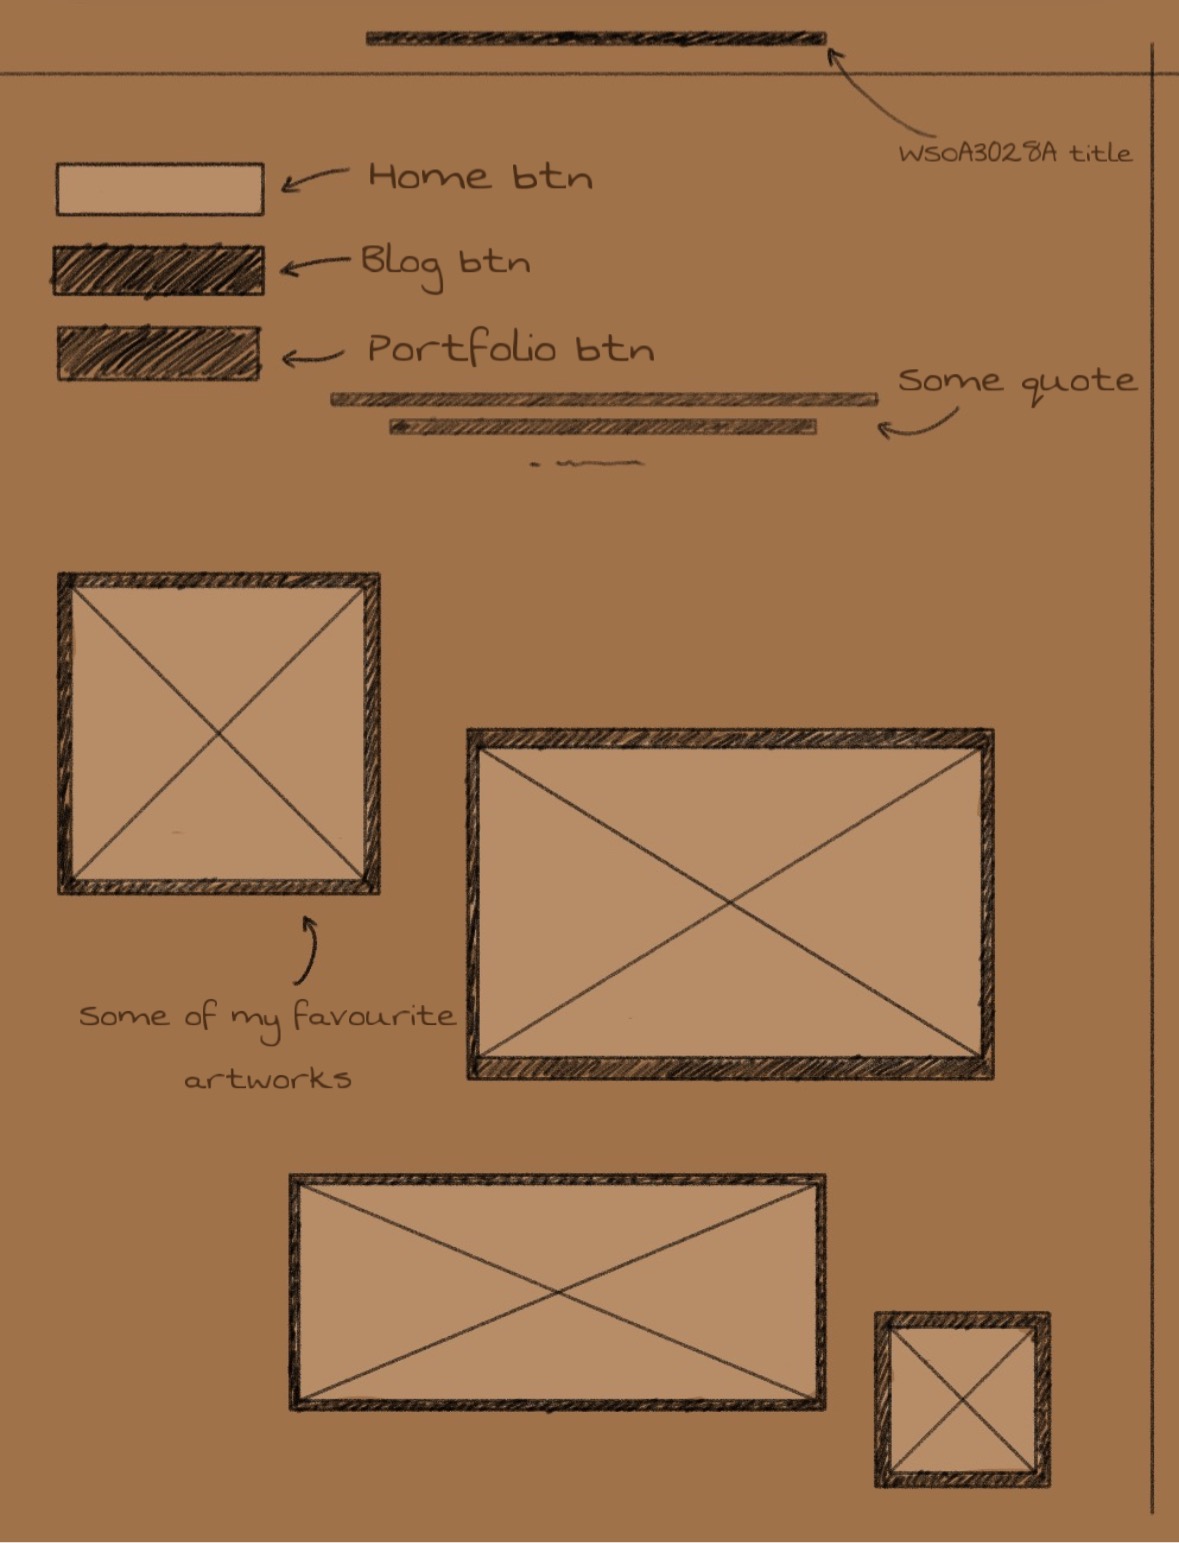 WSOA3028A title
Home btn
Blog btn
Portfolio btn
Some quote
Some of my favourite
artworks